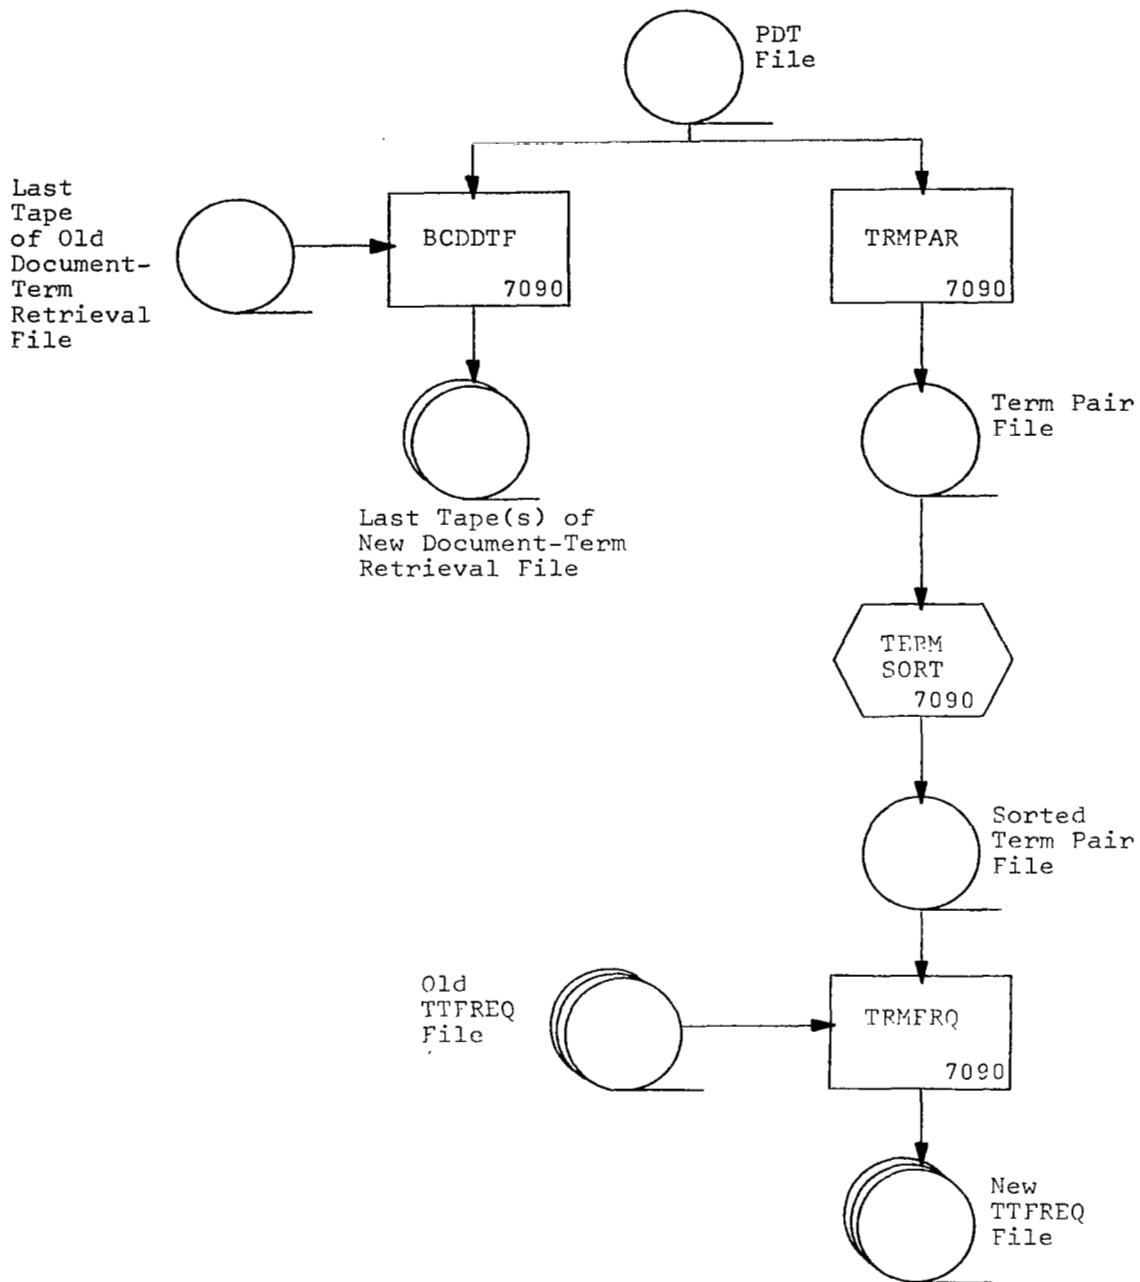 PDT
File
Last
Tape
of Old
Document-
Term
Retrieval
File
BCDDTF
7090
TRMPAR
7090
Last Tape(s) of
New Document-Term
Retrieval File
Term Pair
File
TERM
SORT
7090
Sorted
Term Pair
File
Old
TTFREQ
File
TRMFRQ
7090
New
TTFREQ
File